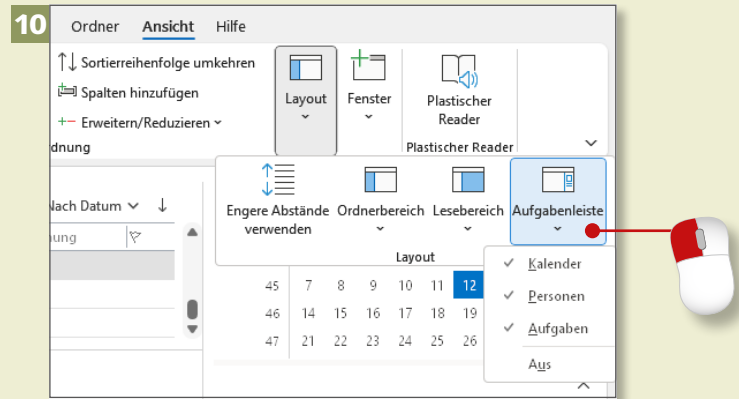 10
Ordner Ansicht Hilfe
Sortierreihenfolge umkehren
Spalten hinzufügen
Erweitern/Reduzieren
dnung
Layout
Fenster
Plastischer
Reader
Plastischer Reader
Nach Datum
nung
Engere Abstände
verwenden
Ordnerbereich
Lesebereich
Aufgabenleiste
Layout
45 7 8 9 10 11 12
46 14 15 16 17 18 19
47 21 22 23 24 25 26
Kalender
Personen
Aufgaben
Aus